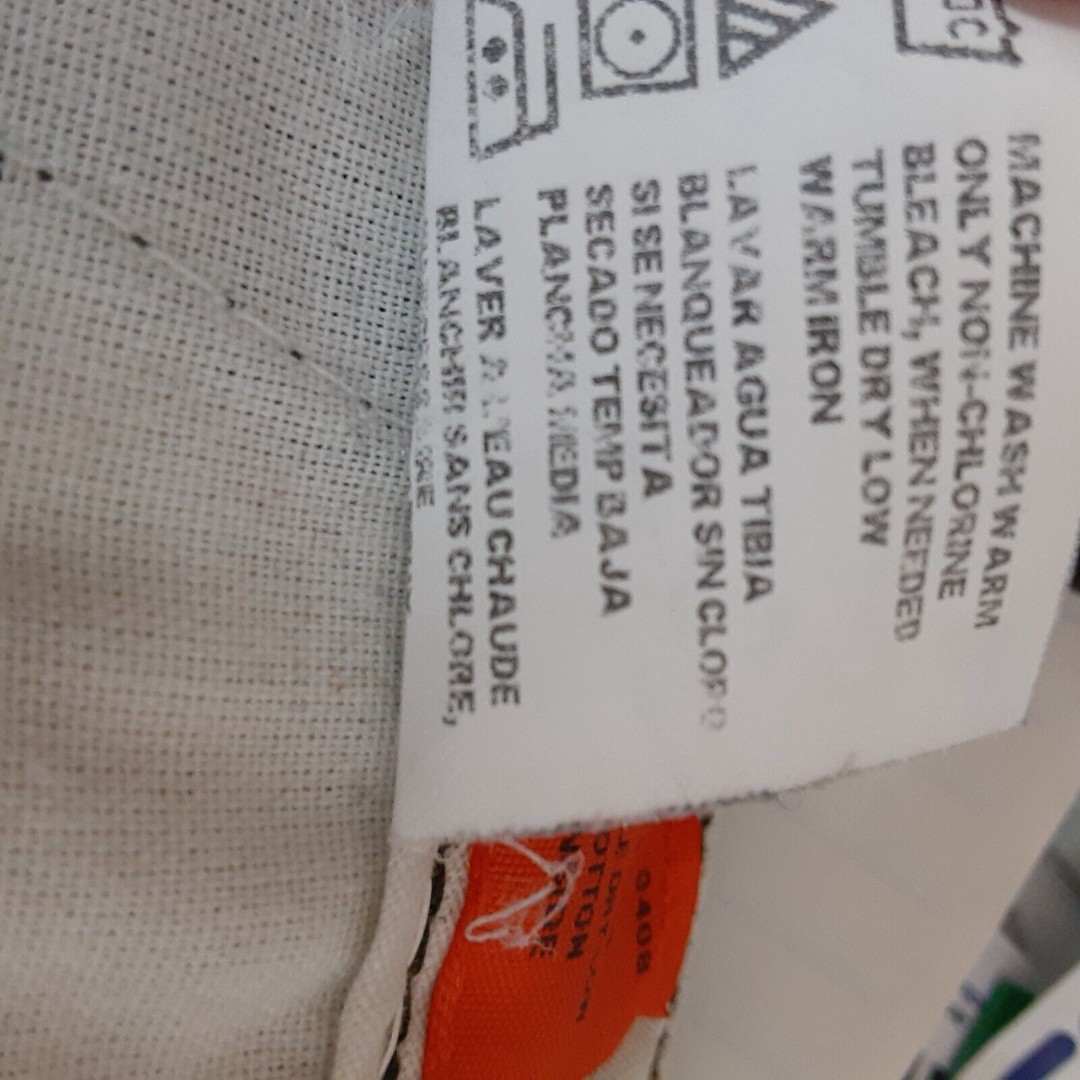 MACHINE WASH WARM
ONLY NON-CHLORINE
BLEACH, WHEN NEEDED
TUMBLE DRY LOW
WARM IRON
LAVAR AGUA TIBIA
BLANQUEADOR SIN CLORO
SI SE NECESITA
SECADO TEMP BAJA
PLANCHA MEDIA
LAVER A L'EAU CHAUDE
BLANCHIR SANS CHLORE,